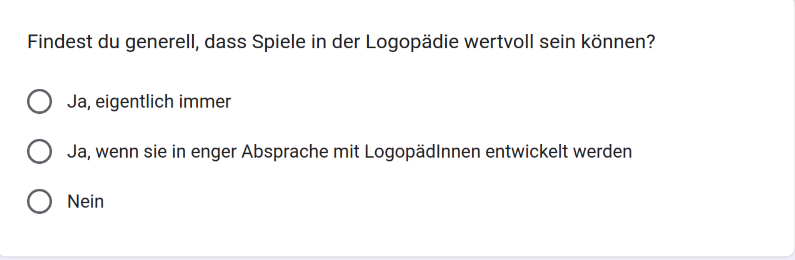 Findest du generell, dass Spiele in der Logopädie wertvoll sein können?
Ja, eigentlich immer
Ja, wenn sie in enger Absprache mit LogopädInnen entwickelt werden
Nein